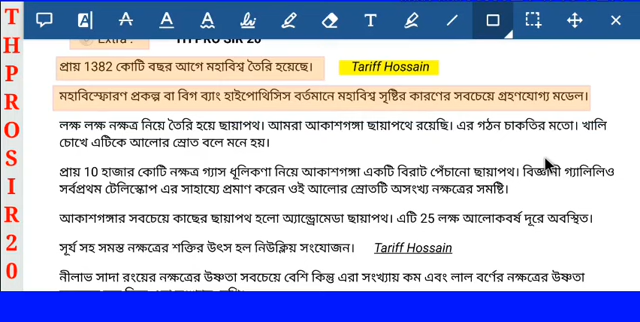 T
H
P
R
O
S
I
R
2
0
Extra :
THPRO SIR 20
প্রায় 1382 কোটি বছর আগে মহাবিশ্ব তৈরি হয়েছে। Tariff Hossain
মহাবিস্ফোরণ প্রকল্প বা বিগ ব্যাং হাইপোথিসিস বর্তমানে মহাবিশ্ব সৃষ্টির কারণের সবচেয়ে গ্রহণযোগ্য মডেল।
লক্ষ লক্ষ নক্ষত্র নিয়ে তৈরি হয়ে ছায়াপথ। আমরা আকাশগঙ্গা ছায়াপথে রয়েছি। এর গঠন চাকতির মতো। খালি
চোখে এটিকে আলোর স্রোত বলে মনে হয়।
প্রায় 10 হাজার কোটি নক্ষত্র গ্যাস ধূলিকণা নিয়ে আকাশগঙ্গা একটি বিরাট পেঁচানো ছায়াপথ। বিজ্ঞানী গ্যালিলিও
সর্বপ্রথম টেলিস্কোপ এর সাহায্যে প্রমাণ করেন ওই আলোর স্রোতটি অসংখ্য নক্ষত্রের সমষ্টি।
আকাশগঙ্গার সবচেয়ে কাছের ছায়াপথ হলো অ্যান্ড্রোমেডা ছায়াপথ। এটি 25 লক্ষ আলোকবর্ষ দূরে অবস্থিত।
সূর্য সহ সমস্ত নক্ষত্রের শক্তির উৎস হল নিউক্লিয় সংযোজন। Tariff Hossain
নীলাভ সাদা রংয়ের নক্ষত্রের উষ্ণতা সবচেয়ে বেশি কিন্তু এরা সংখ্যায় কম এবং লাল বর্ণের নক্ষত্রের উষ্ণতা